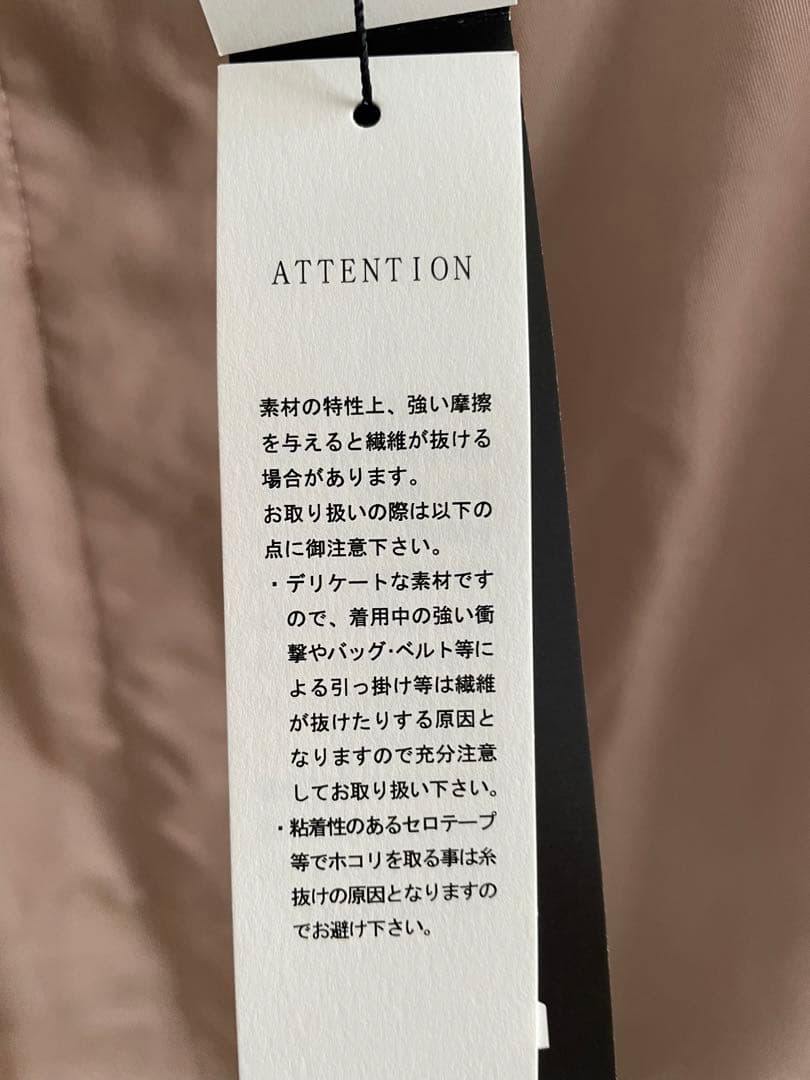 ATTENTION
素材の特性上、強い摩擦
を与えると繊維が抜ける
場合があります。
お取り扱いの際は以下の
点に御注意下さい。
・デリケートな素材です
ので、着用中の強い衝
撃やバッグ･ベルト等に
よる引っ掛け等は繊維
が抜けたりする原因と
なりますので充分注意
してお取り扱い下さい。
・粘着性のあるセロテープ
等でホコリを取る事は糸
抜けの原因となりますの
でお避け下さい。